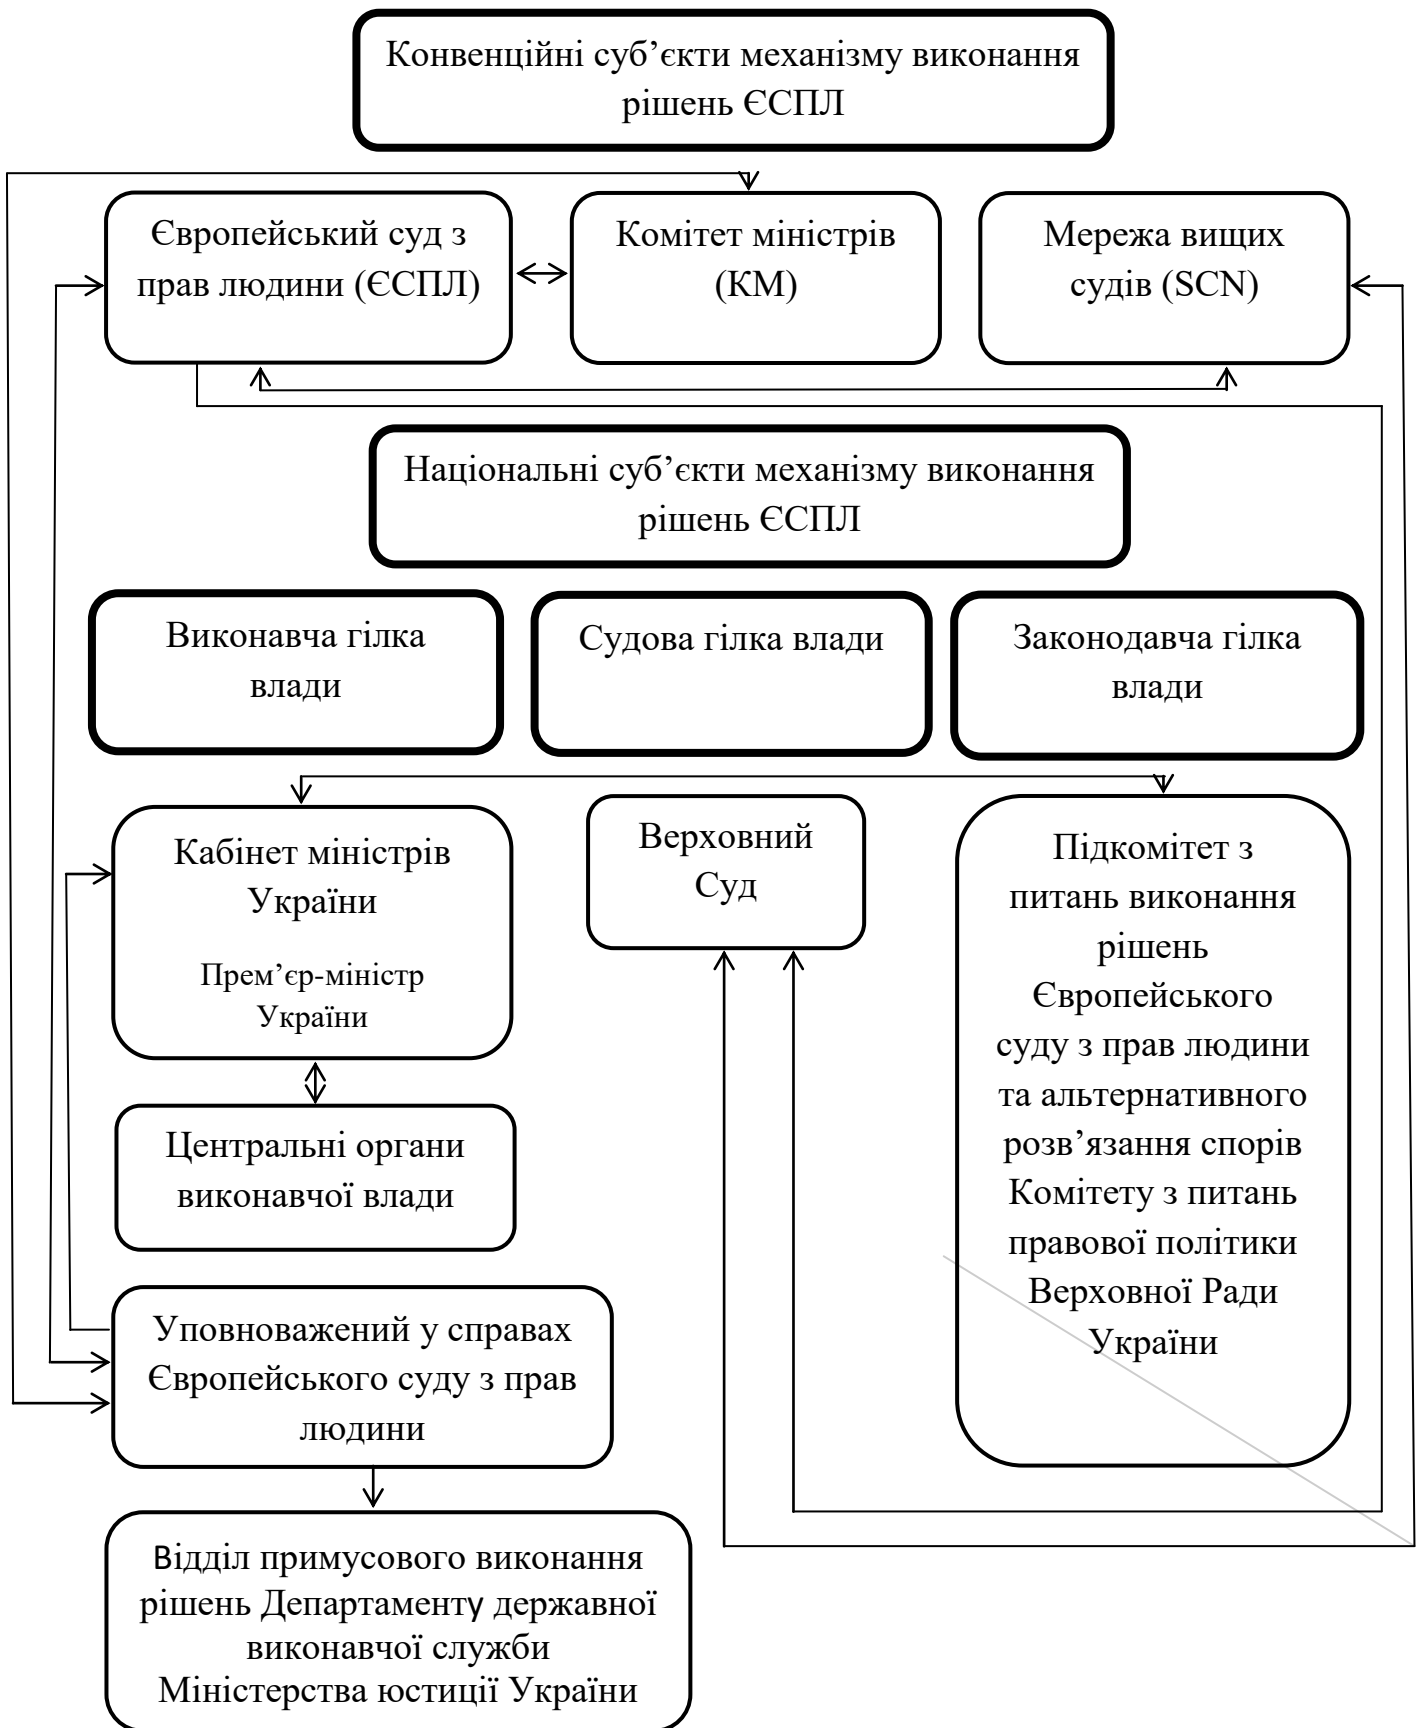 Конвенційні суб’єкти механізму виконання
рішень ЄСПЛ
Європейський суд з
прав людини (ЄСПЛ)
Комітет міністрів
(КМ)
Мережа вищих
судів (SCN)
Національні суб’єкти механізму виконання
рішень ЄСПЛ
Виконавча гілка
влади
Судова гілка влади
Законодавча гілка
влади
Кабінет міністрів
України
Прем’єр-міністр
України
Верховний
Суд
Підкомітет з
питань виконання
рішень
Європейського
суду з прав людини
та альтернативного
розв’язання спорів
Комітету з питань
правової політики
Верховної Ради
України
Центральні органи
виконавчої влади
Уповноважений у справах
Європейського суду з прав
людини
Відділ примусового виконання
рішень Департаменту державної
виконавчої служби
Міністерства юстиції України